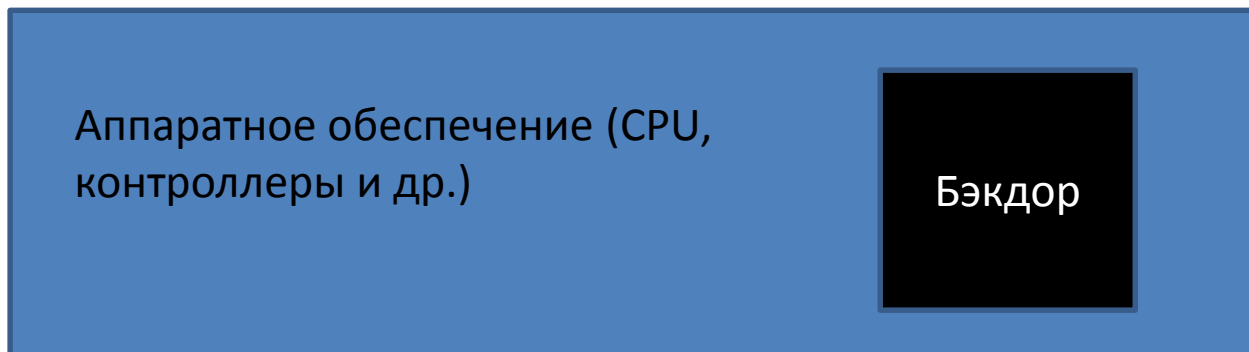 Аппаратное обеспечение (CPU,
контроллеры и др.)
Бэкдор